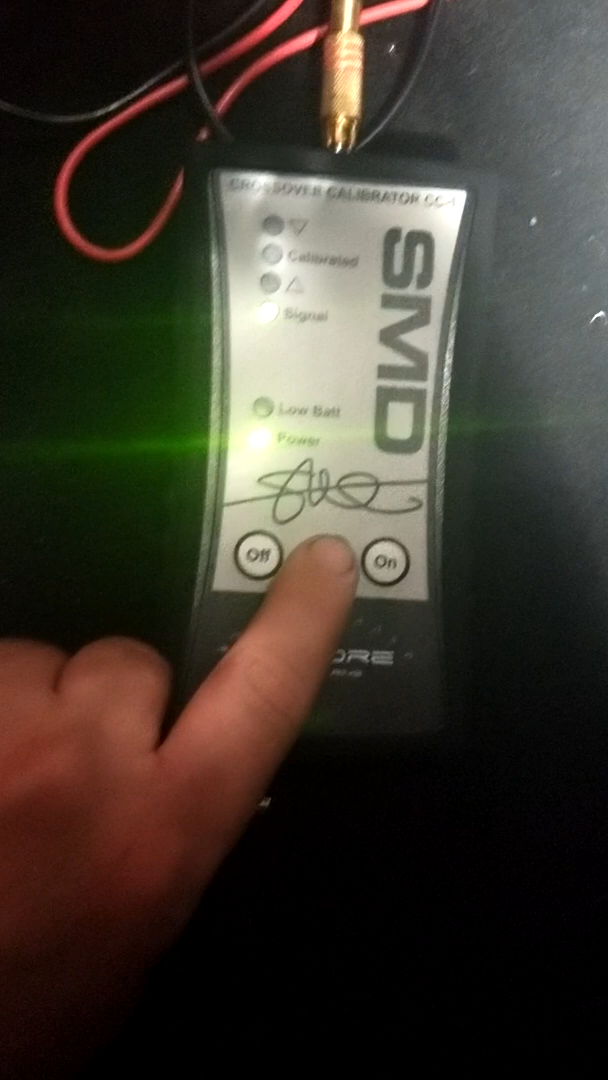 CROSSOVER CALIBRATOR CC-1
Calibrated
Signal
SMD
Low Batt
Power
Off
On